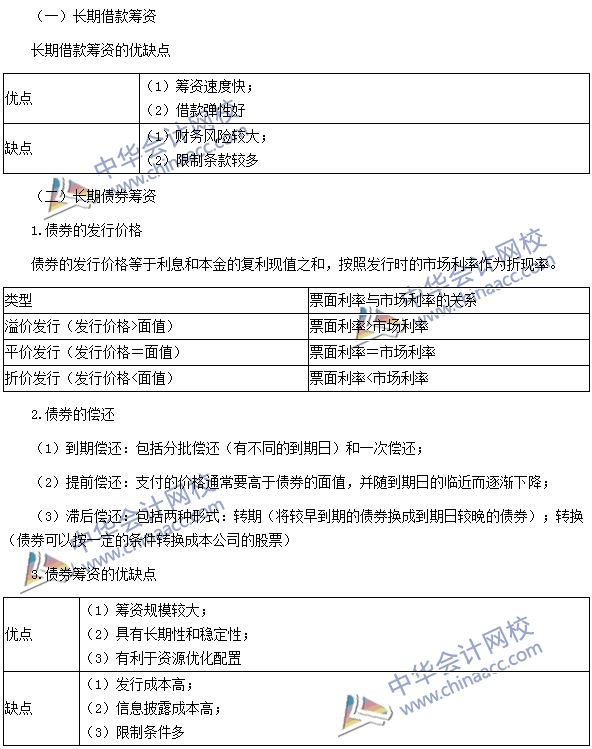 （一）长期借款筹资
长期借款筹资的优缺点
优点
（1）筹资速度快；
（2）借款弹性好
缺点
（1）财务风险较大；
（2）限制条款较多
（二）长期债券筹资
1.债券的发行价格
债券的发行价格等于利息和本金的复利现值之和，按照发行时的市场利率作为折现率。
类型
票面利率与市场利率的关系
溢价发行（发行价格>面值）
票面利率>市场利率
平价发行（发行价格＝面值）
票面利率＝市场利率
折价发行（发行价格<面值）
票面利率<市场利率
2.债券的偿还
（1）到期偿还：包括分批偿还（有不同的到期日）和一次偿还；
（2）提前偿还：支付的价格通常要高于债券的面值，并随到期日的临近而逐渐下降；
（3）滞后偿还：包括两种形式：转期（将较早到期的债券换成到期日较晚的债券）；转换
（债券可以按一定的条件转换成本公司的股票）
3.债券筹资的优缺点
优点
（1）筹资规模较大；
（2）具有长期性和稳定性；
（3）有利于资源优化配置
缺点
（1）发行成本高；
（2）信息披露成本高；
（3）限制条件多
中华会计网校
www.chinaacc.com
中华会计网校
www.chinaacc.com
中华会计网校
www.chinaacc.com
中华会计网校
www.chinaacc.com